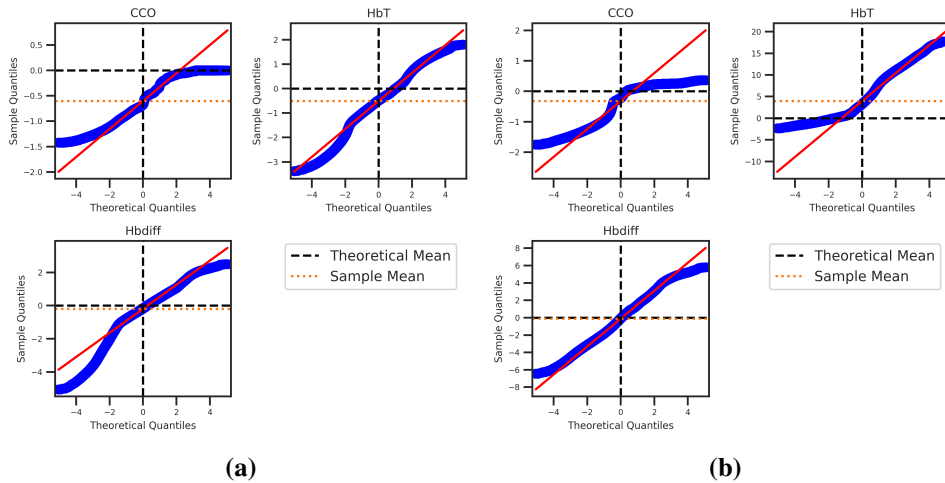 CCO
HbT
CCO
HbT
Sample Quantiles
0.5
0.0
−0.5
−1.0
−1.5
−2.0
−4 −2 0 2 4
Theoretical Quantiles
Sample Quantiles
2
1
0
−1
−2
−3
−4 −2 0 2 4
Theoretical Quantiles
Sample Quantiles
2
1
0
−1
−2
−4 −2 0 2 4
Theoretical Quantiles
Sample Quantiles
20
15
10
5
0
−5
−10
−4 −2 0 2 4
Theoretical Quantiles
Hbdiff
Sample Quantiles
2
0
−2
−4
−4 −2 0 2 4
Theoretical Quantiles
Theoretical Mean
Sample Mean
Hbdiff
Sample Quantiles
8
6
4
2
0
−2
−4
−6
−8
−4 −2 0 2 4
Theoretical Quantiles
Theoretical Mean
Sample Mean
(a)
(b)